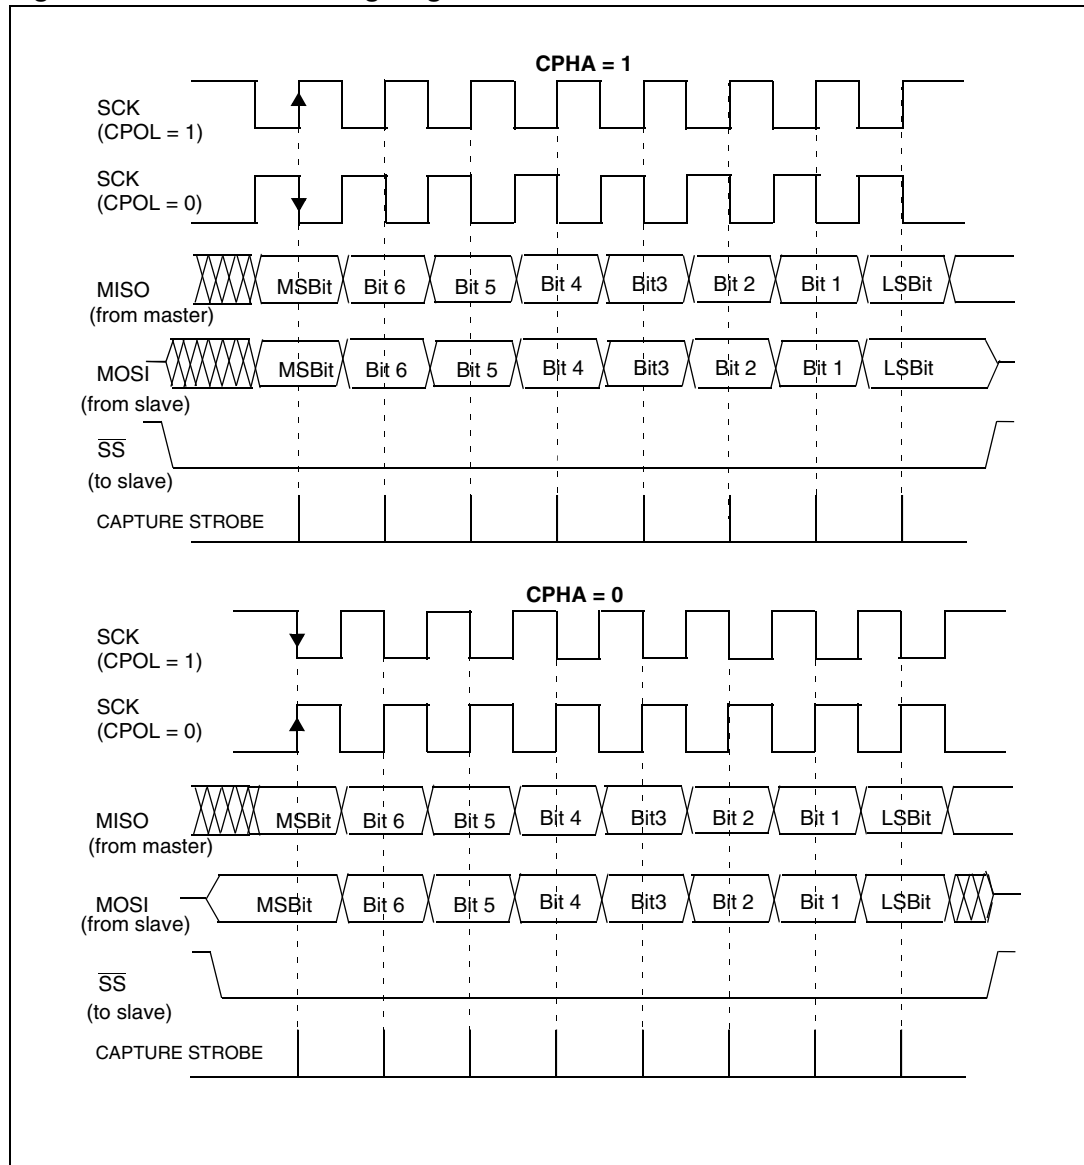 CPHA = 1
SCK
(CPOL = 1)
SCK
(CPOL = 0)
MISO
(from master)
MSBit Bit 6 Bit 5 Bit 4 Bit3 Bit 2 Bit 1 LSBit
MOSI
(from slave)
MSBit Bit 6 Bit 5 Bit 4 Bit3 Bit 2 Bit 1 LSBit
SS
(to slave)
CAPTURE STROBE
CPHA = 0
SCK
(CPOL = 1)
SCK
(CPOL = 0)
MISO
(from master)
MSBit Bit 6 Bit 5 Bit 4 Bit3 Bit 2 Bit 1 LSBit
MOSI
(from slave)
MSBit Bit 6 Bit 5 Bit 4 Bit3 Bit 2 Bit 1 LSBit
SS
(to slave)
CAPTURE STROBE